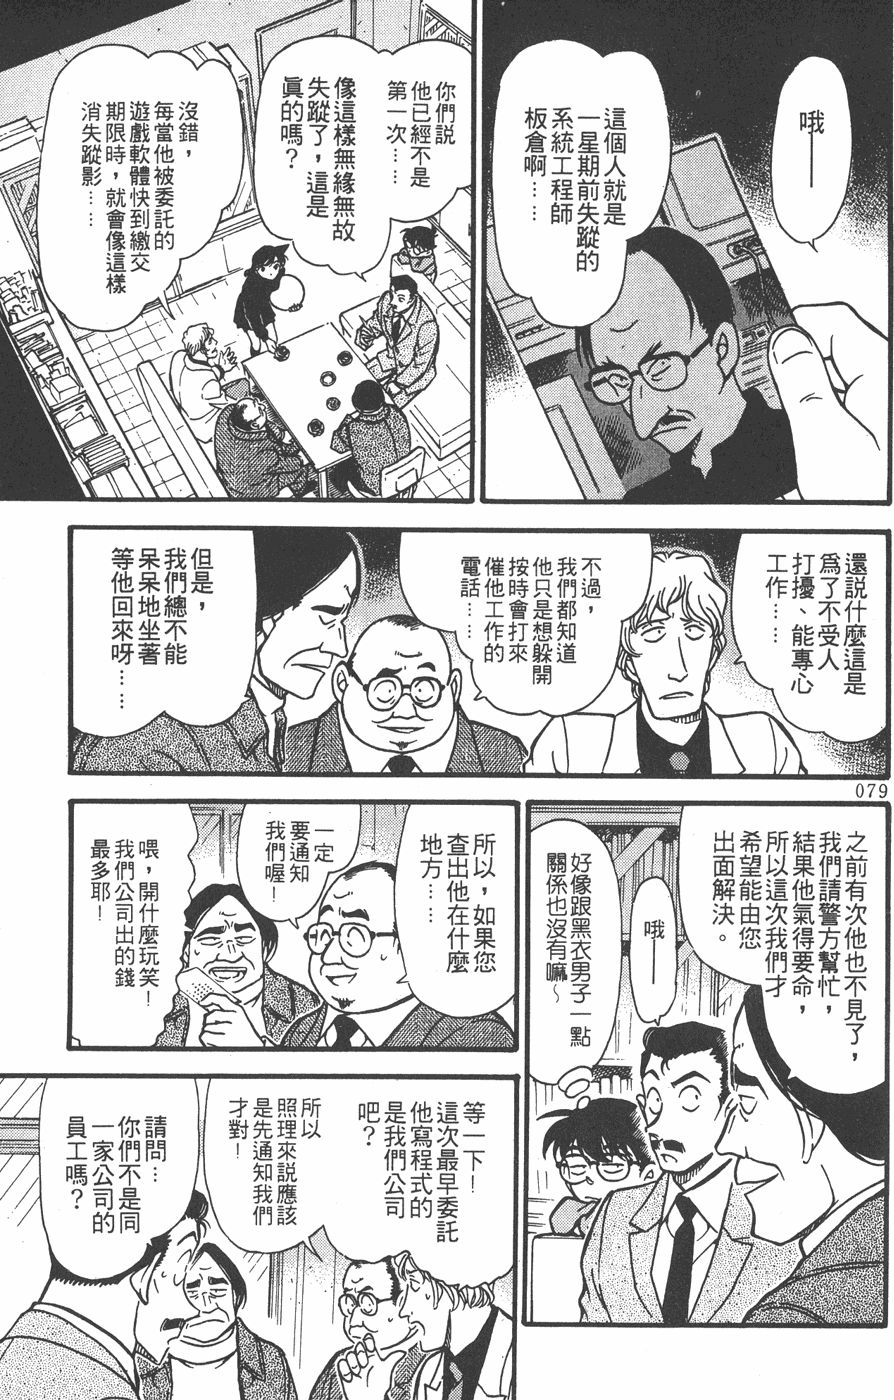 哦——
這個人就是
一星期前失蹤的
系統工程師
板倉啊……
你們說
他已經不是
第一次……
像這樣無緣無故
失蹤了，這是
真的嗎？
沒錯，
每當他被委託的
遊戲軟體快到繳交
期限時，就會像這樣
消失蹤影……
還說什麼這是
為了不受人
打擾、能專心
工作……
不過，
我們都知道
他只是想躲開
按時會打來
催他工作的
電話……
但是，
我們總不能
呆呆地坐著
等他回來呀……
079
之前有次他也不見了，
我們請警方幫忙，
結果他氣得要命，
所以這次我們才
希望能由您
出面解決。
哦——
好像跟黑衣男子一點
關係也沒有嘛～
所以，如果您
查出他在什麼
地方……
一定
要通知
我們喔！
喂，開什麼玩笑！
我們公司出的錢
最多耶！
等一下！
這次最早委託
他寫程式的
是我們公司
吧？
所以
照理來說應該
是先通知我們
才對！
請問…
你們不是同
一家公司的
員工嗎？